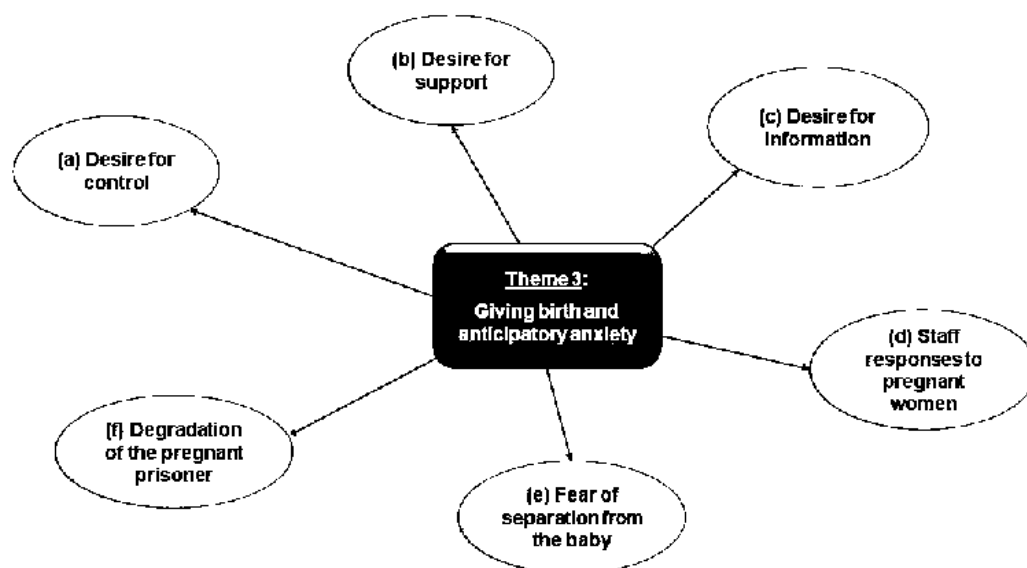 (b) Desire for
support
(c) Desire for
Information
(a) Desire for
control
Theme 3:
Giving birth and
anticipatory anxiety
(d) Staff
responses to
pregnant
women
(f) Degradation
of the pregnant
prisoner
(e) Fear of
separation from
the baby